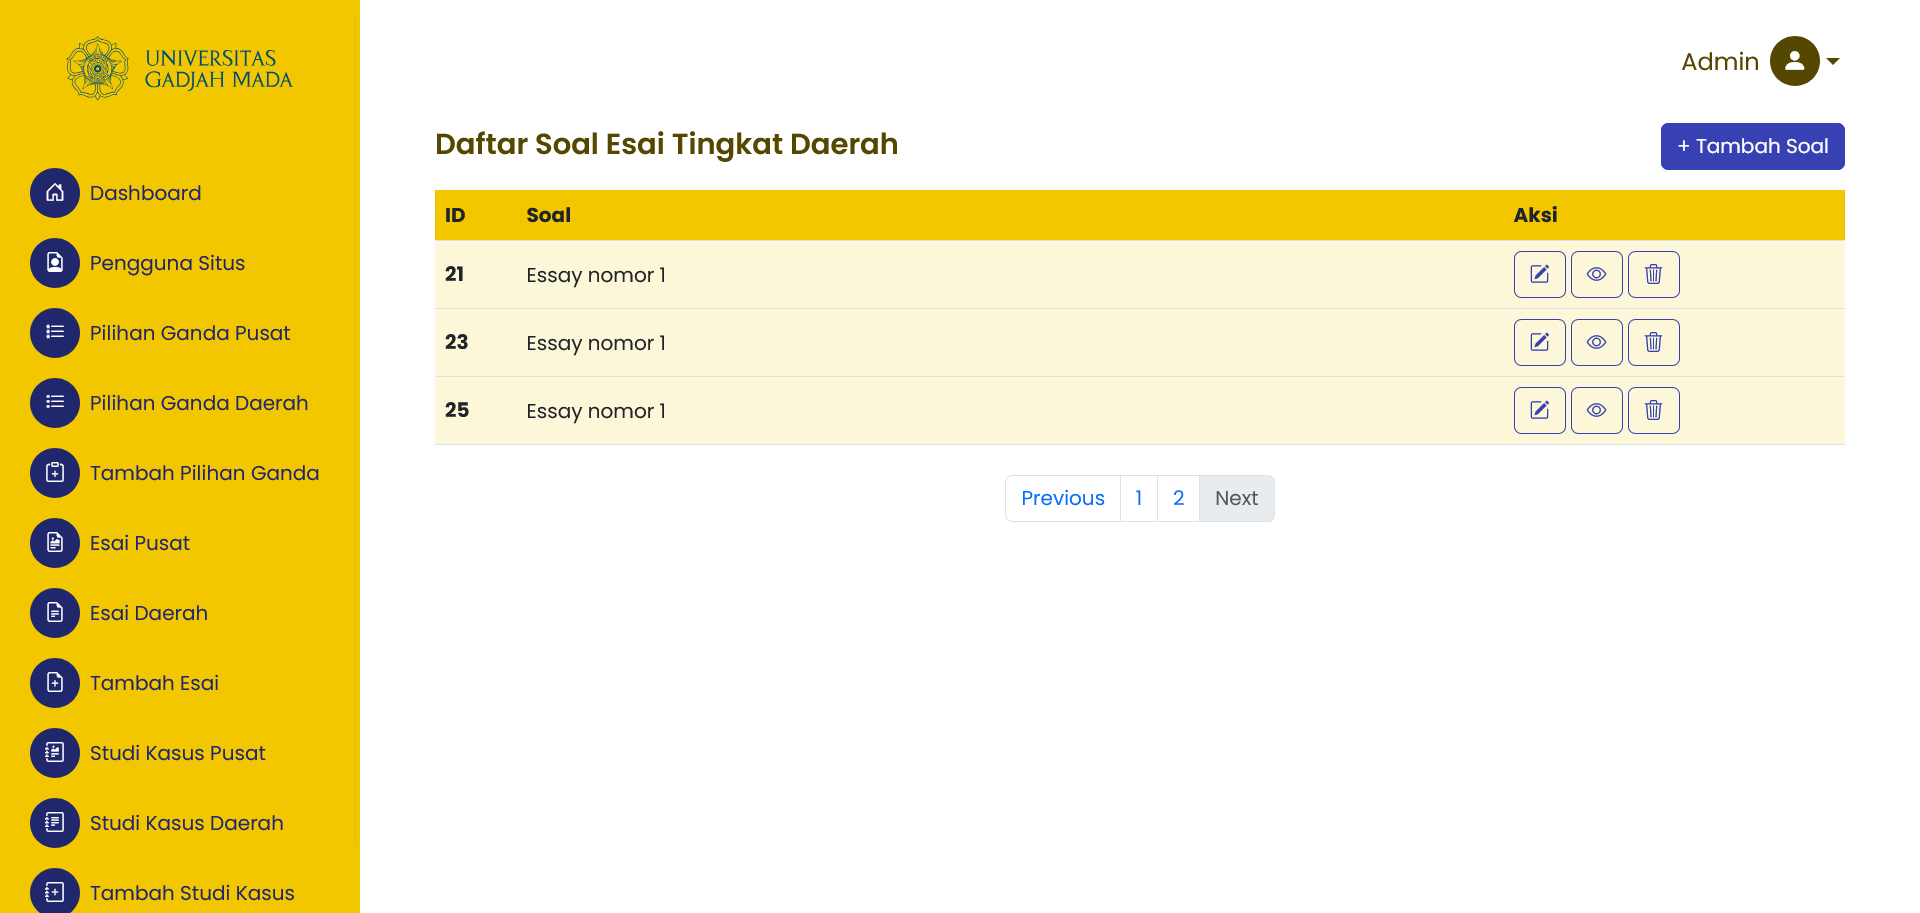 UNIVERSITAS
GADJAH MADA
Dashboard
Pengguna Situs
Pilihan Ganda Pusat
Pilihan Ganda Daerah
Tambah Pilihan Ganda
Esai Pusat
Esai Daerah
Tambah Esai
Studi Kasus Pusat
Studi Kasus Daerah
Tambah Studi Kasus
Admin
Daftar Soal Esai Tingkat Daerah
+ Tambah Soal
ID Soal Aksi
21 Essay nomor 1
23 Essay nomor 1
25 Essay nomor 1
Previous 1 2 Next